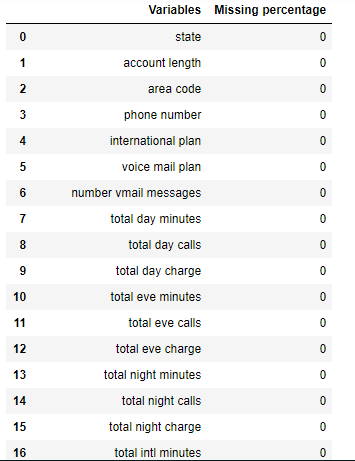 Variables Missing percentage
0 state 0
1 account length 0
2 area code 0
3 phone number 0
4 international plan 0
5 voice mail plan 0
6 number vmail messages 0
7 total day minutes 0
8 total day calls 0
9 total day charge 0
10 total eve minutes 0
11 total eve calls 0
12 total eve charge 0
13 total night minutes 0
14 total night calls 0
15 total night charge 0
16 total intl minutes 0